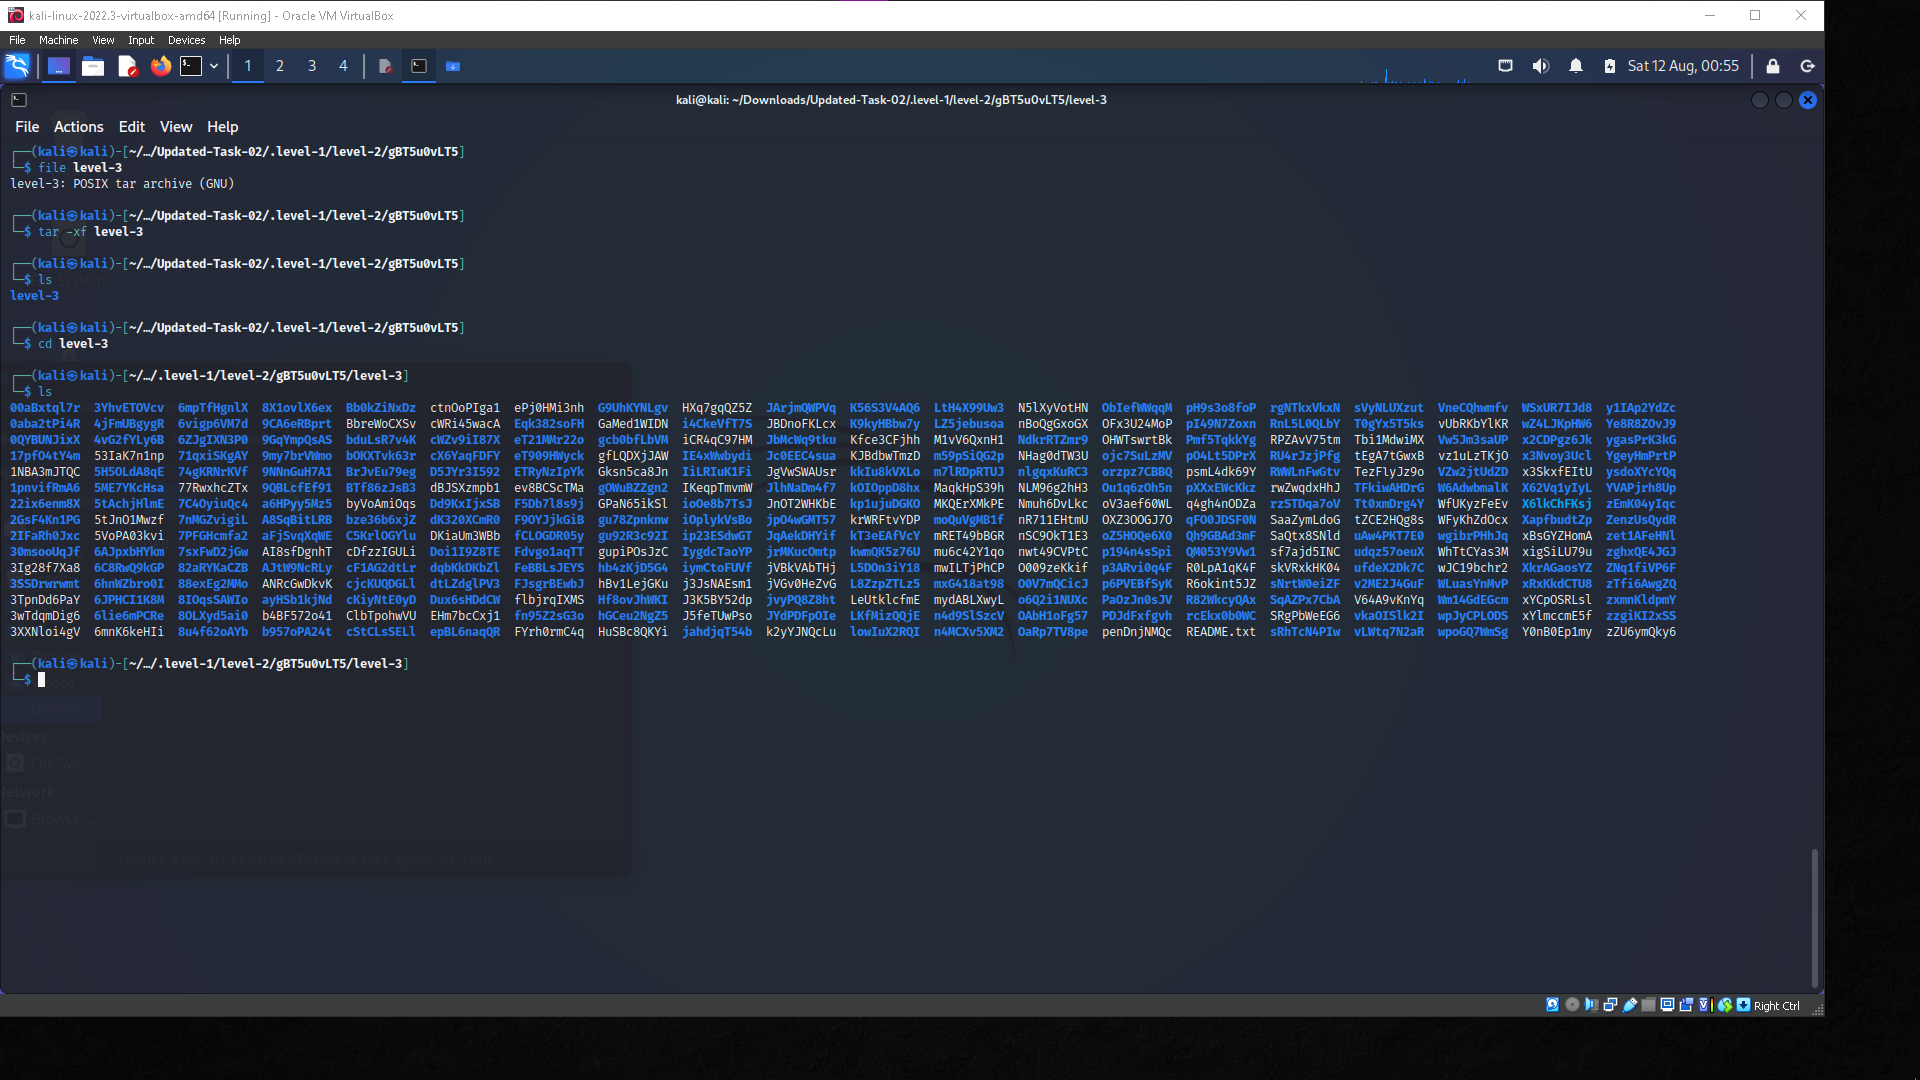 kali-linux-2022.3-virtualbox-amd64 [Running] - Oracle VM VirtualBox
File Machine View Input Devices Help
1 2 3 4 Sat 12 Aug, 00:55
kali@kali: ~/Downloads/Updated-Task-02/.level-1/level-2/gBT5u0vLT5/level-3
File Actions Edit View Help
┌──(kali㉿kali)-[~/…/Updated-Task-02/.level-1/level-2/gBT5u0vLT5]
└─$ file level-3
level-3: POSIX tar archive (GNU)
┌──(kali㉿kali)-[~/…/Updated-Task-02/.level-1/level-2/gBT5u0vLT5]
└─$ tar -xf level-3
┌──(kali㉿kali)-[~/…/Updated-Task-02/.level-1/level-2/gBT5u0vLT5]
└─$ ls
level-3
┌──(kali㉿kali)-[~/…/Updated-Task-02/.level-1/level-2/gBT5u0vLT5]
└─$ cd level-3
┌──(kali㉿kali)-[~/…/.level-1/level-2/gBT5u0vLT5/level-3]
└─$ ls
00aBxtql7r 3YhvETOVcv 6mpTfHgnlX 8X1ovlX6ex Bb0kZiNxDz ctnOoPIga1 ePj0HMi3nh G9UhKYNLgv HXq7gqQZ5Z JArjmQWPVq K56S3V4AQ6 LtH4X99Uw3 N5lXyVotHN ObIefWWqqM pH9s3o8foP rgNTkxVkxN sVyNLUXzut VneCQhwmfv WSxUR7IJd8 y1IAp2YdZc
0aba2tPi4R 4jFmUBgygR 6vigp6VM7d 9CA6eRBprt BbreWoCXSv cWRi45wacA Eqk382soFH GaMed1WIDN i4CkeVfT7S JBDnoFKLcx K9kyHBbw7y LZ5jebusoa nBoQgGxoGX OFx3U24MoP pI49N7Zoxn RnL5L0QLbY T0gYx5T5ks vUbRKbYlKR wZ4LJKpHW6 Ye8R8ZOvJ9
0QYBUNJixX 4vG2fYLy6B 6ZJgIXN3P0 9GqYmpQsAS bduLsR7v4K cWZv9iI87X eT21MMr22o gcb0bfLbVM iCR4qC97HM JbMcWq9tku Kfce3CFjhh M1vV6QxnH1 NdkrRTZmr9 OHWTswrtBk Pmf5TqkkYg RPZAvV75tm Tbi1MdwiMX Vw5Jm3saUP x2CDPgz6Jk ygasPrK3kG
17pfO4tY4m 53IaK7n1np 71qxiSKgAY 9my7brVWmo bOKXTvk63r cX6YaqFDFY eT909HWyck gfLQDXjJAW IE4xWwbydi Jc0EEC4sua KJBdbwTmzD m59pSiQG2p NHag0dTW3U ojc7SuLzMV pO4Lt5DPrX RU4rJzjPfg tEgA7tGwxB vz1uLzTKjO x3Nvoy3Ucl YgeyHmPrtP
1NBA3mJTQC 5H5OLdA8qE 74gKRNrKVf 9NNnGuH7A1 BrJvEu79eg D5JYr3I592 ETRyNzIpYk Gksn5ca8Jn IiLRIuK1Fi JgVwSWAUsr kkIu8kVXLo m7lRDpRTUJ nlgqxKuRC3 orzpz7CBBQ psmL4dk69Y RWWLnFwGtv TezFlyJz9o VZw2jtUdZD x3SkxfEItU ysdoXYcYQq
1pnvifRmA6 5ME7YKcHsa 77RwxhcZTx 9QBLcfEf91 BTf86zJsB3 dBJSXzmpb1 ev8BCScTMa gOWuBZZgn2 IKeqpTmvmW JlhNaDm4f7 kOIOppD8hx MaqkHpS39h NLM96g2hH3 Ou1q6zOh5n pXXxEWcKkz rwZwqdxHhJ TFkiwAHDrG W6AdwbmalK X62Vq1yIyL YVAPjrh8Up
22ix6enm8X 5tAchjHlmE 7C4OyiuQc4 a6HPyy5Mz5 byVoAmiOqs Dd9KxIjxSB F5Db7l8s9j GPaN65ikSl ioOe8b7TsJ JnOT2WHKbE kp1ujuDGKO MKQErXMkPE Nmuh6DvLkc oV3aef60WL q4gh4nODZa rzSTDqa7oV Tt0xmDrg4Y WfUKyzFeEv X6lkChFKsj zEmK04yIqc
2GsF4Kn1PG 5tJnO1Mwzf 7nMGZvigiL A8SqBitLRB bze36b6xjZ dK320XCmR0 F9OYJjkGiB gu78Zpnknw iOplykVsBo jpO4wGMT57 krWRFtvYDP moQuVgMB1f nR711EHtmU OXZ3OOGJ7O qFO0JDSF0N SaaZymLdoG tZCE2HQg8s WFyKhZdOcx XapfbudtZp ZenzUsQydR
2IFaRh0Jxc 5VoPA03kvi 7PFGHcmfa2 aFjSvqXqWE C5KrlOGYlu DKiaUm3WBb fCLOGDR05y gu92R3c92I ip23ESdwGT JqAekDHYif kT3eEAfVcY mRET49bBGR nSC9OkT1E3 oZ5HOQe6X0 Qh9GBAd3mF SaQtx8SNld uAw4PKT7E0 wgibrPHhJq xBsGYZHomA zet1AFeHNl
30msooUqJf 6AJpxbHYkm 7sxFwD2jGw AI8sfDgnhT cDfzzIGULi Doi1I9Z8TE Fdvgo1aqTT gupiPOsJzC IygdcTaoYP jrMKucOmtp kwmQK5z76U mu6c42Y1qo nwt49CVPtC p194n4sSpi QM053Y9Vw1 sf7ajd5INC udqz57oeuX WhTtCYas3M xigSiLU79u zghxQE4JGJ
3Ig28f7Xa8 6C8RwQ9kGP 82aRYKaCZB AJtW9NcRLy cF1AG2dtLr dqbKkDKbZl FeBBLsJEYS hb4zKjD5G4 iymCtoFUVf jVBkVAbTHj L5DOn3iY18 mwILTjPhCP O009zeKkif p3ARvi0q4F R0LpA1qK4F skVRxkHK04 ufdeX2Dk7C wJC19bchr2 XkrAGaosYZ ZNq1fiVP6F
3SSDrwrwmt 6hnWZbro0I 88exEg2MMo ANRcGwDkvK cjcKUQDGLl dtLZdglPV3 FJsgrBEwbJ hBv1LejGKu j3JsNAEsm1 jVGv0HeZvG L8ZzpZTLz5 mxG418at98 O0V7mQCicJ p6PVEBfSyK R6okint5JZ sNrtW0eiZF v2ME2J4GuF WLuasYnMvP xRxKkdCTU8 zTfi6AwgZQ
3TpnDd6PaY 6JPHCI1K8M 8IOqsSAWIo ayHSb1kjNd cKiyNtE0yD Dux6sHDdCW flbjrqIXMS Hf8ovJhWKI J3K5BY52dp jvyPQ8Z8ht LeUtklcfmE mydABLXwyL o6Q2i1NUXc PaOzJn0sJV R82WkcyQAx SqAZPx7CbA V64A9vKnYq Wm14GdEGcm xYCpOSRLsl zxmnKldpmY
3wTdqmDig6 6lie6mPCRe 8OLXyd5ai0 b4BF572o41 ClbTpohwVU EHm7bcCxj1 fn95Z2sG3o hGCeu2NgZ5 J5feTUwPso JYdPDFpOIe LKfMizQQjE n4d9SlSzcV OAbH1oFg57 PDJdFxfgvh rcEkx0b0WC SRgPbWeEG6 vkaOISlk2I wpJyCPLODS xYlmccmE5f zzgiKI2xSS
3XXNloi4gV 6mnK6keHIi 8u4f62oAYb b957oPA24t cStCLsSELl epBL6naqQR FYrh0rmC4q HuSBc8QKYi jahdjqT54b k2yYJNQcLu lowIuX2RQI n4MCXv5XM2 OaRp7TV8pe penDnjNMQc README.txt sRhTcN4PIw vLWtq7N2aR wpoGQ7WmSg Y0nB0Ep1my zZU6ymQky6
┌──(kali㉿kali)-[~/…/.level-1/level-2/gBT5u0vLT5/level-3]
└─$
Devices
File Sys…
Network
Browse …
Right Ctrl